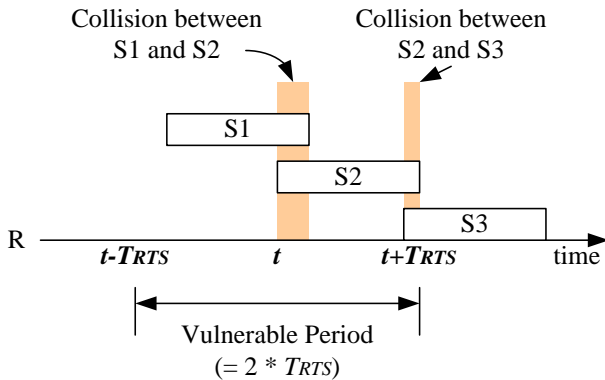 Collision between
S1 and S2
Collision between
S2 and S3
S1
S2
S3
R
t-TRTS
t
t+TRTS
time
Vulnerable Period
(= 2 * TRTS)